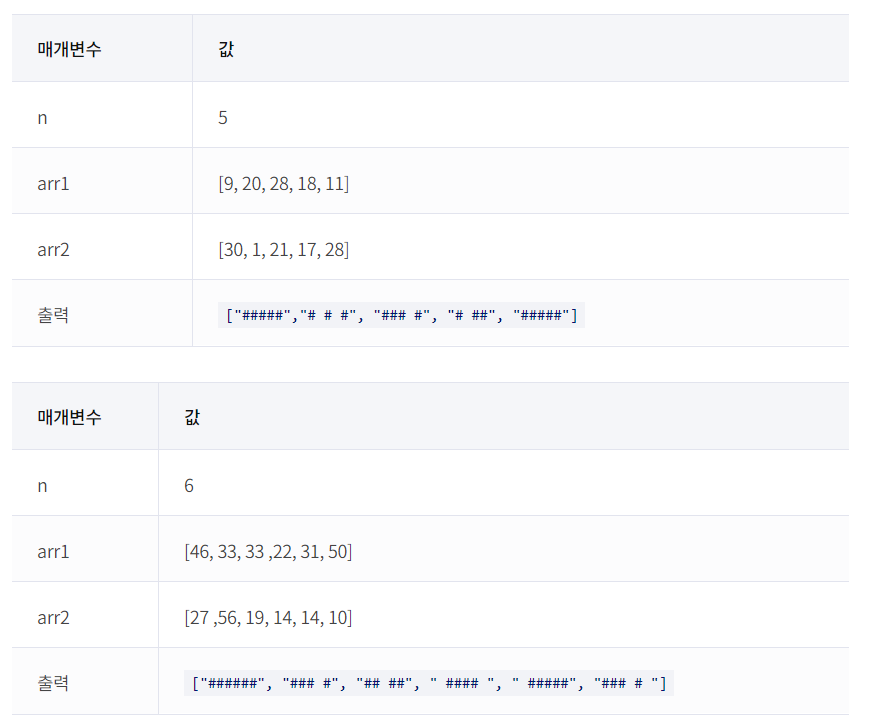 매개변수 값
n 5
arr1 [9, 20, 28, 18, 11]
arr2 [30, 1, 21, 17, 28]
출력 ["#####","# # #", "### #", "# ##", "#####"]
매개변수 값
n 6
arr1 [46, 33, 33 ,22, 31, 50]
arr2 [27 ,56, 19, 14, 14, 10]
출력 ["######", "### #", "## ##", " #### ", " #####", "### # "]